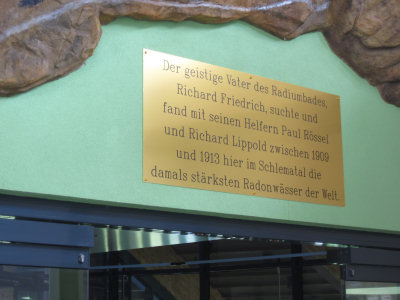 Der geistige Vater des Radiumbades,
Richard Friedrich, suchte und
fand mit seinen Helfern Paul Rössel
und Richard Lippold zwischen 1909
und 1913 hier im Schlematal die
damals stärksten Radonwässer der Welt.